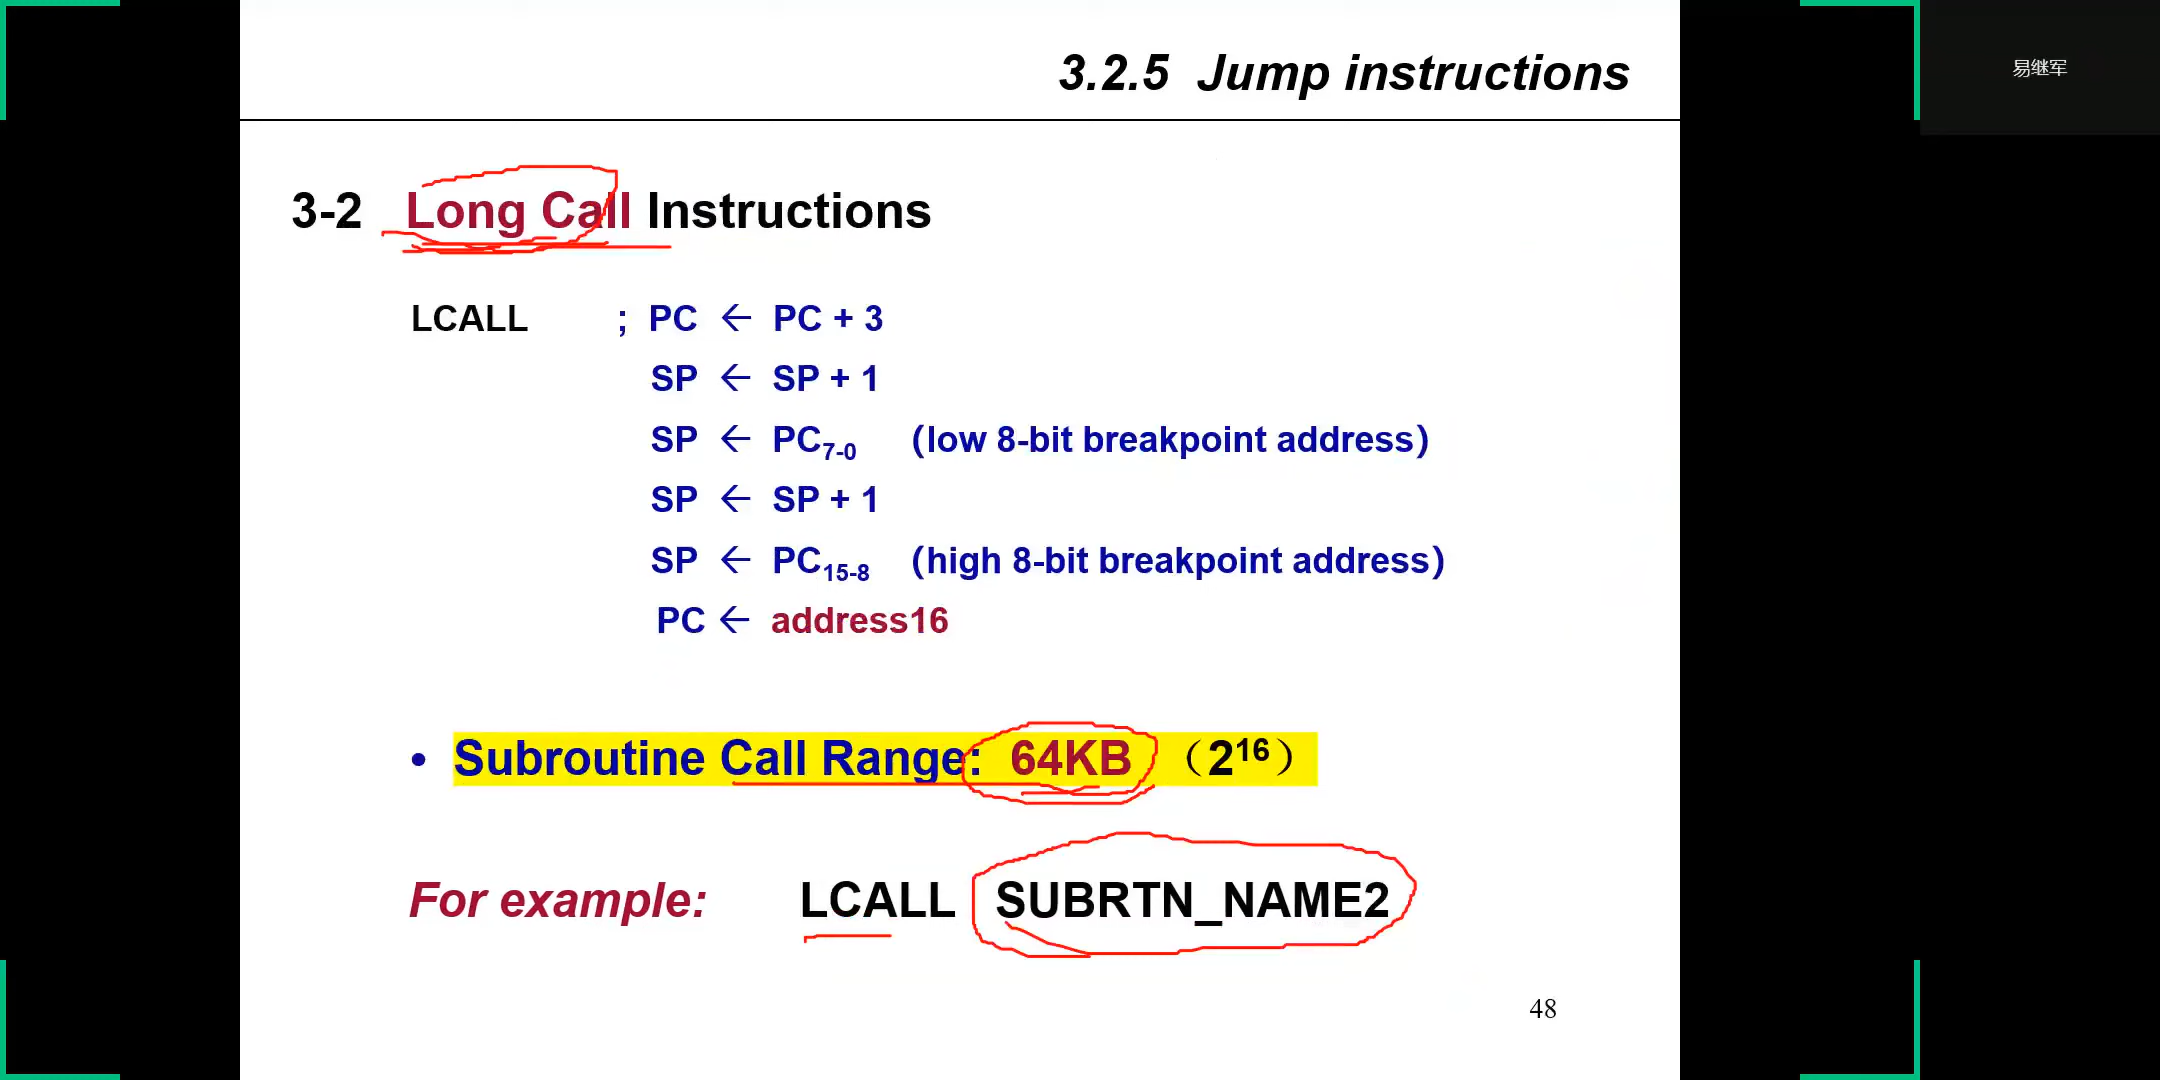 3.2.5 Jump instructions
易继军
3-2 Long Call Instructions
LCALL ; PC ← PC + 3
SP ← SP + 1
SP ← PC7-0 (low 8-bit breakpoint address)
SP ← SP + 1
SP ← PC15-8 (high 8-bit breakpoint address)
PC ← address16
• Subroutine Call Range: 64KB （2^16）
For example: LCALL SUBRTN_NAME2
48